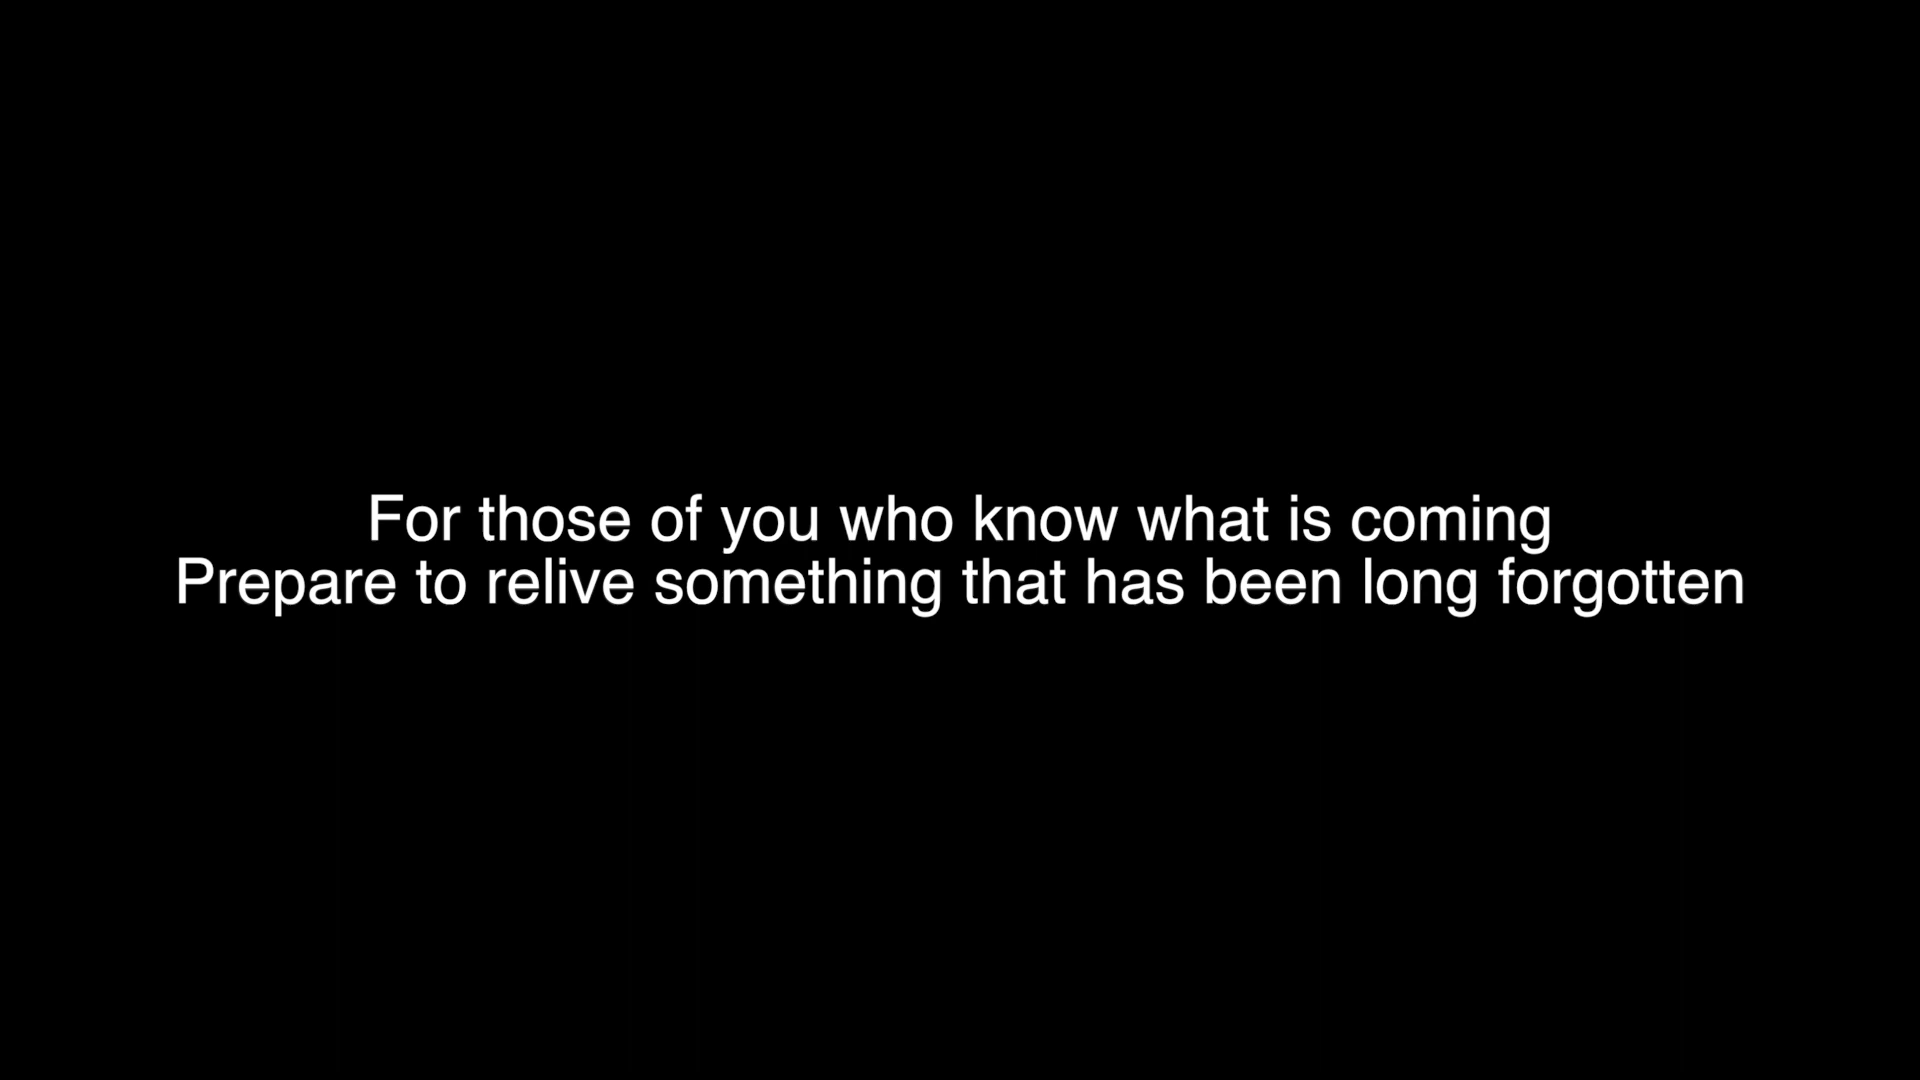 For those of you who know what is coming
Prepare to relive something that has been long forgotten